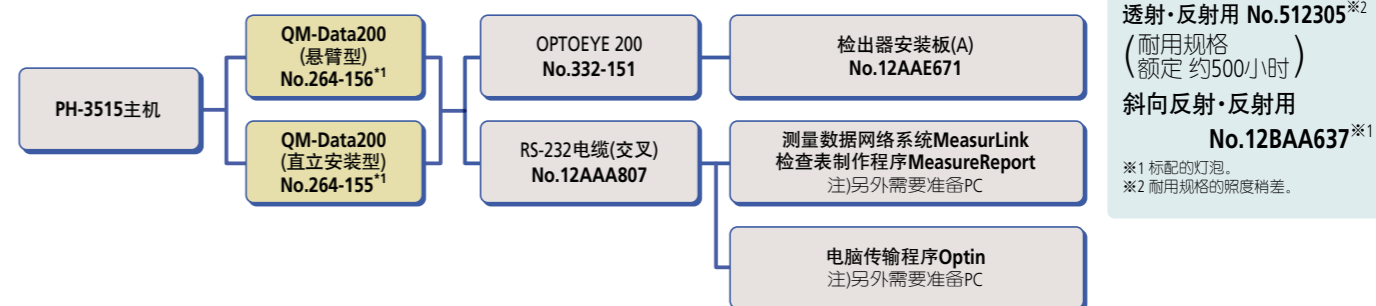 PH-3515主机
QM-Data200
(悬臂型)
No.264-156*1
QM-Data200
(直立安装型)
No.264-155*1
OPTOEYE 200
No.332-151
RS-232电缆(交叉)
No.12AAA807
检出器安装板(A)
No.12AAE671
测量数据网络系统MeasurLink
检查表制作程序MeasureReport
注)另外需要准备PC
电脑传输程序Optin
注)另外需要准备PC
透射·反射用 No.512305※2
(耐用规格
额定 约500小时)
斜向反射·反射用
No.12BAA637※1
※1 标配的灯泡。
※2 耐用规格的照度稍差。